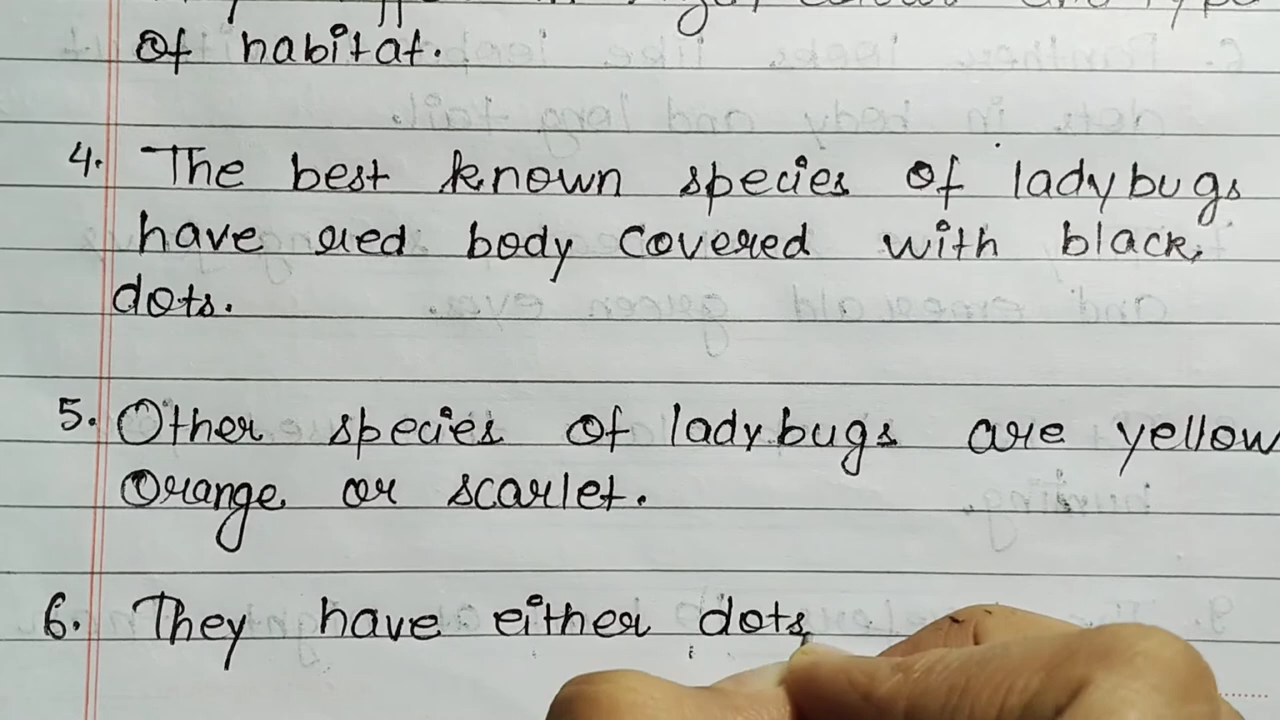 of habitat.
4. The best known species of ladybugs
have red body covered with black
dots.
5. Other species of ladybugs are yellow
Orange or scarlet.
6. They have either dots